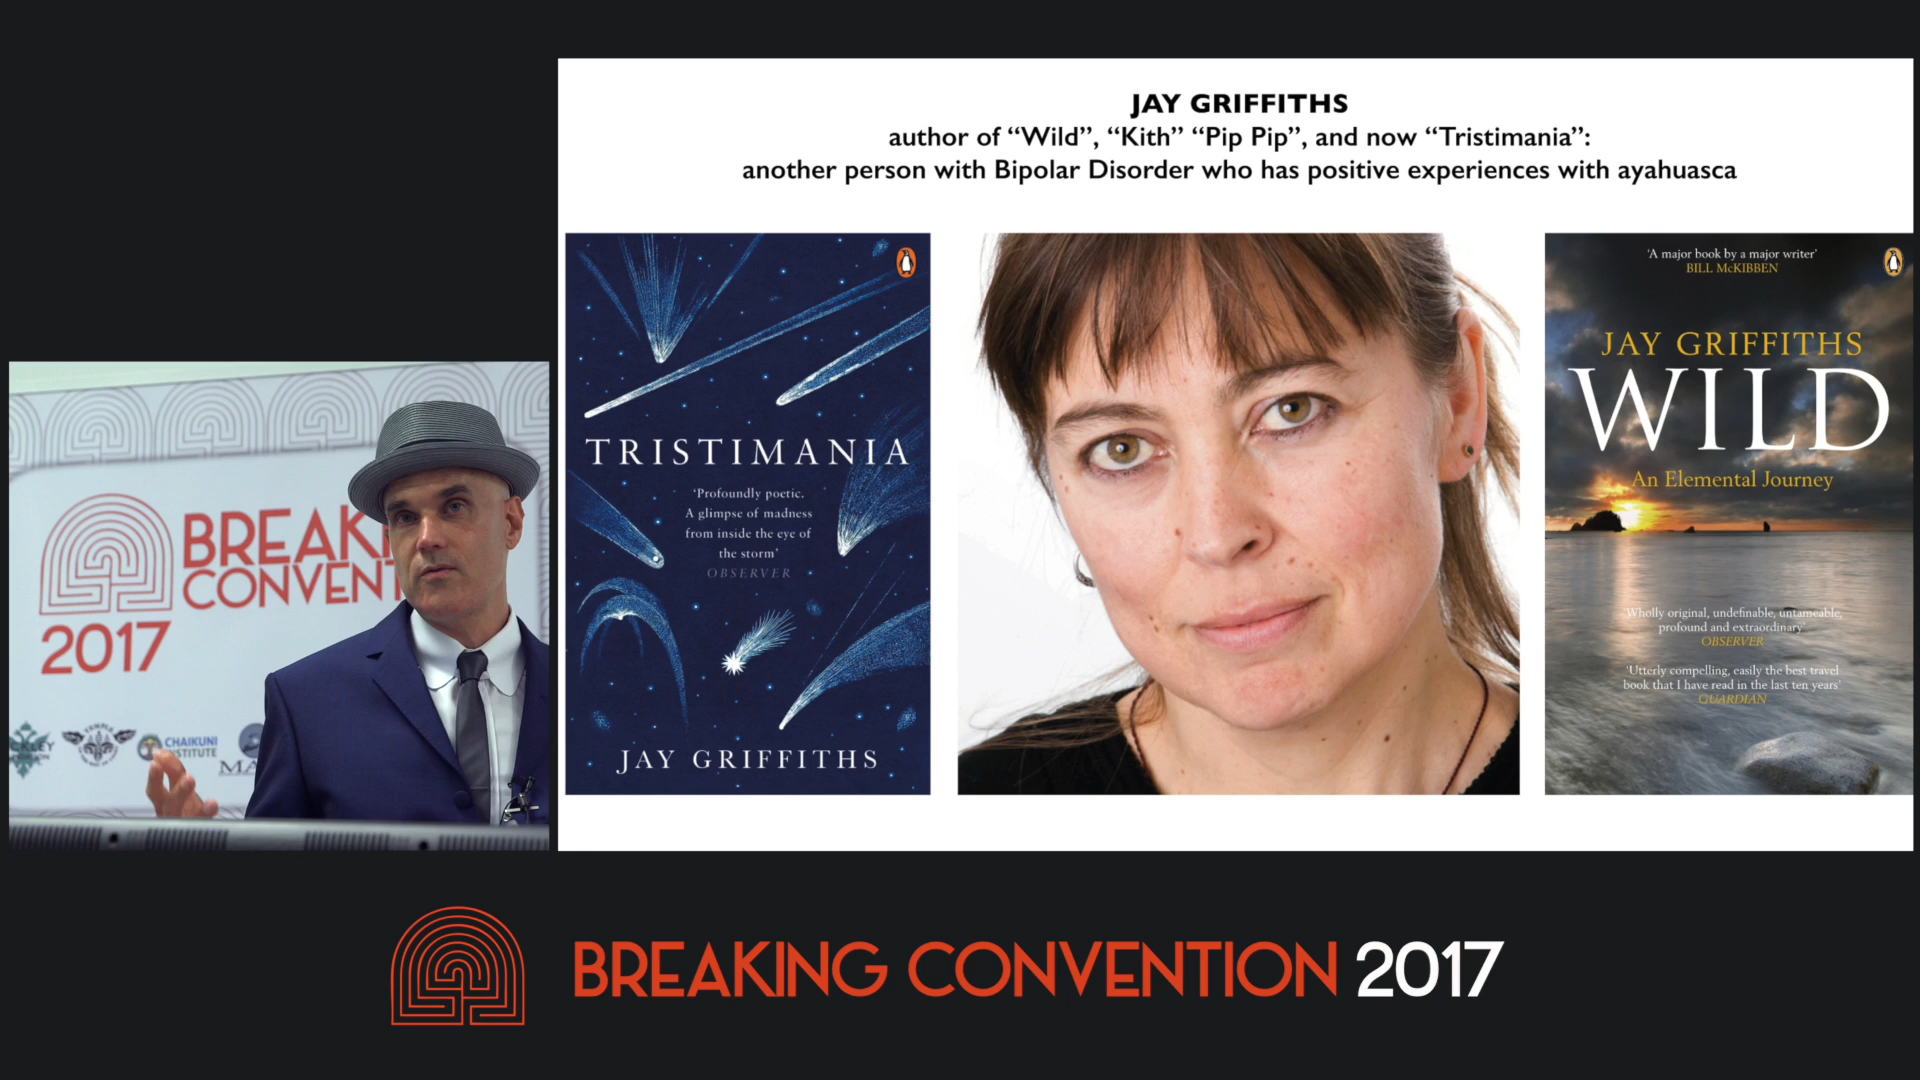 JAY GRIFFITHS
author of “Wild”, “Kith” “Pip Pip”, and now “Tristimania”:
another person with Bipolar Disorder who has positive experiences with ayahuasca
TRISTIMANIA
‘Profoundly poetic.
A glimpse of madness
from inside the eye of
the storm’
OBSERVER
JAY GRIFFITHS
‘A major book by a major writer’
BILL McKIBBEN
JAY GRIFFITHS
WILD
An Elemental Journey
‘Wholly original, undefinable, untameable,
profound and extraordinary’
OBSERVER
‘Utterly compelling, easily the best travel
book that I have read in the last ten years’
GUARDIAN
BREAKI
CONVENT
2017
CHAIKUNI
INSTITUTE
MA
BREAKING CONVENTION 2017